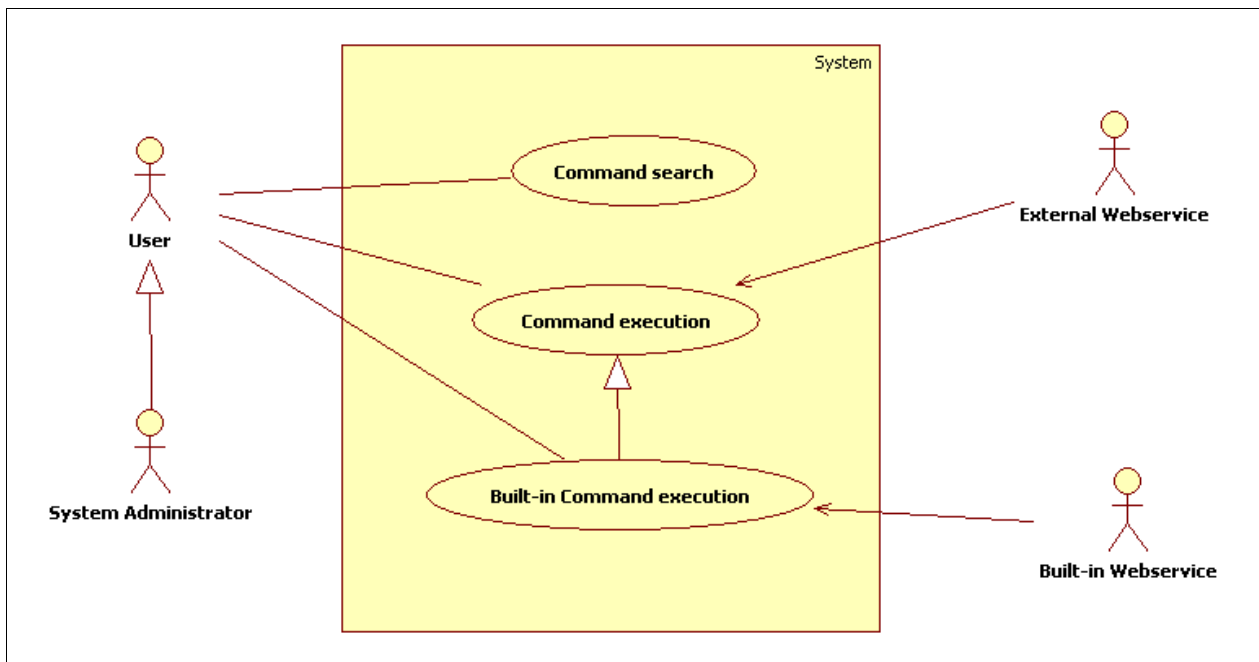 System
Command search
User
External Webservice
Command execution
System Administrator
Built-in Command execution
Built-in Webservice